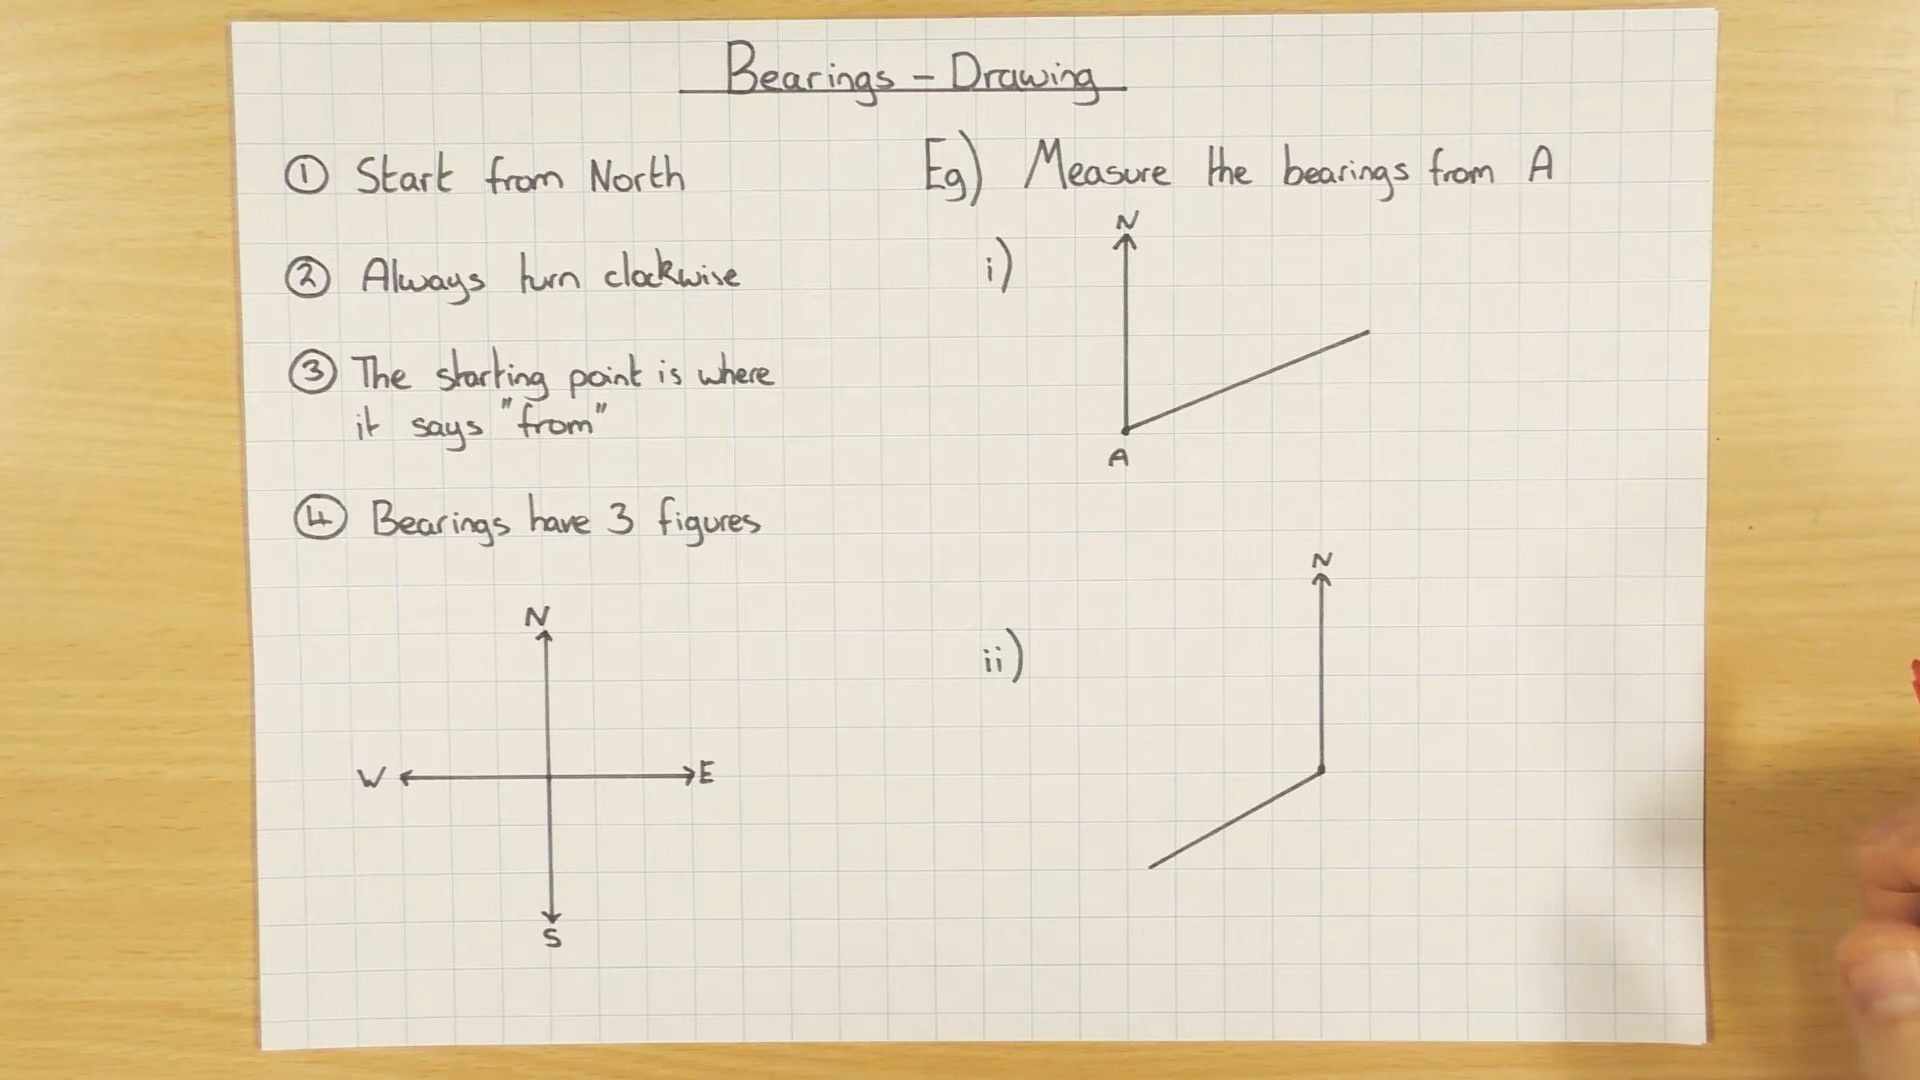 Bearings - Drawing
① Start from North
② Always turn clockwise
③ The starting point is where
it says "from"
④ Bearings have 3 figures
N
W
E
S
Eg) Measure the bearings from A
i)
N
A
ii)
N